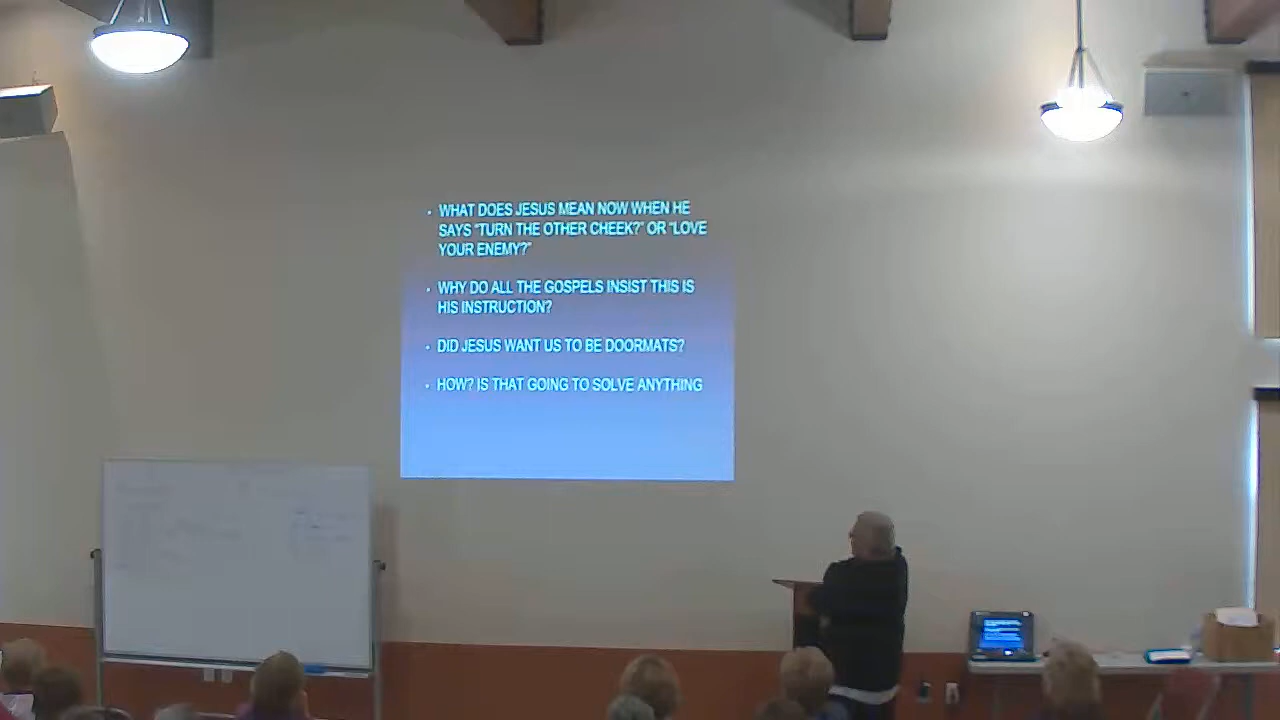 • WHAT DOES JESUS MEAN NOW WHEN HE
SAYS "TURN THE OTHER CHEEK?" OR "LOVE
YOUR ENEMY?"
• WHY DO ALL THE GOSPELS INSIST THIS IS
HIS INSTRUCTION?
• DID JESUS WANT US TO BE DOORMATS?
• HOW? IS THAT GOING TO SOLVE ANYTHING